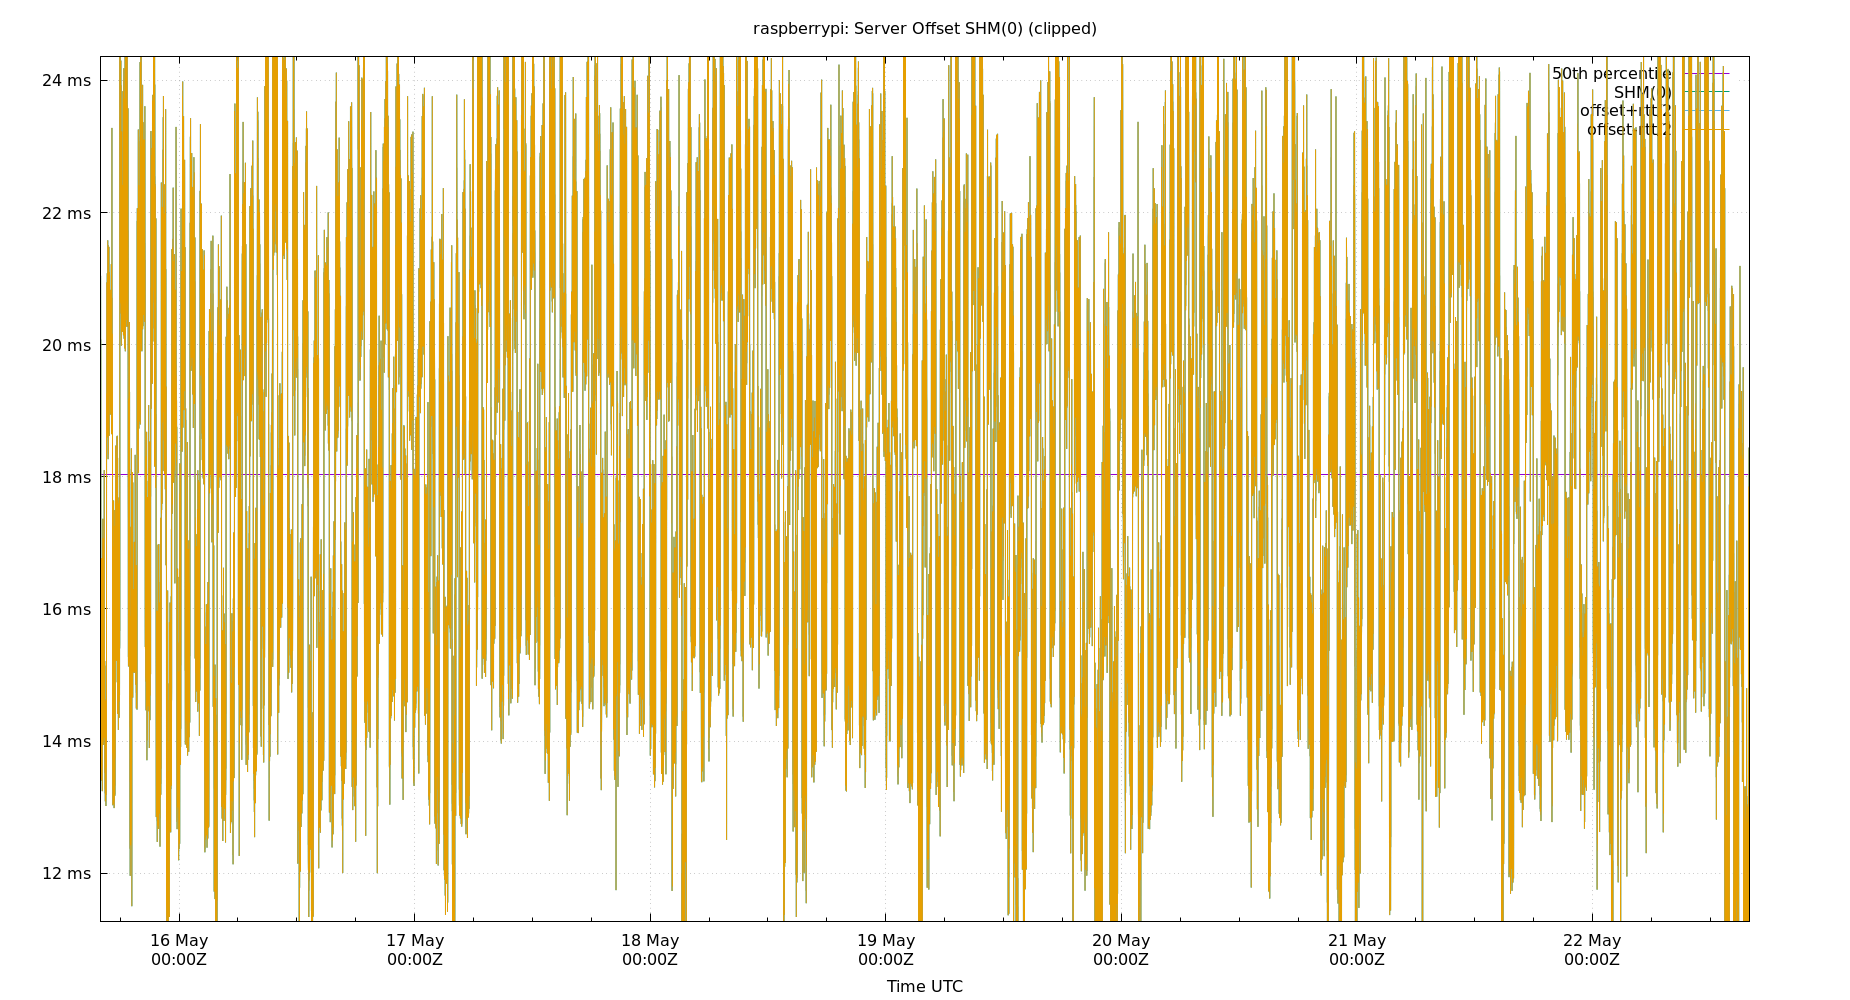 raspberrypi: Server Offset SHM(0) (clipped)
24 ms
22 ms
20 ms
18 ms
16 ms
14 ms
12 ms
50th percentile
SHM(0)
offset+rtt/2
offset-rtt/2
16 May
00:00Z
17 May
00:00Z
18 May
00:00Z
19 May
00:00Z
20 May
00:00Z
21 May
00:00Z
22 May
00:00Z
Time UTC